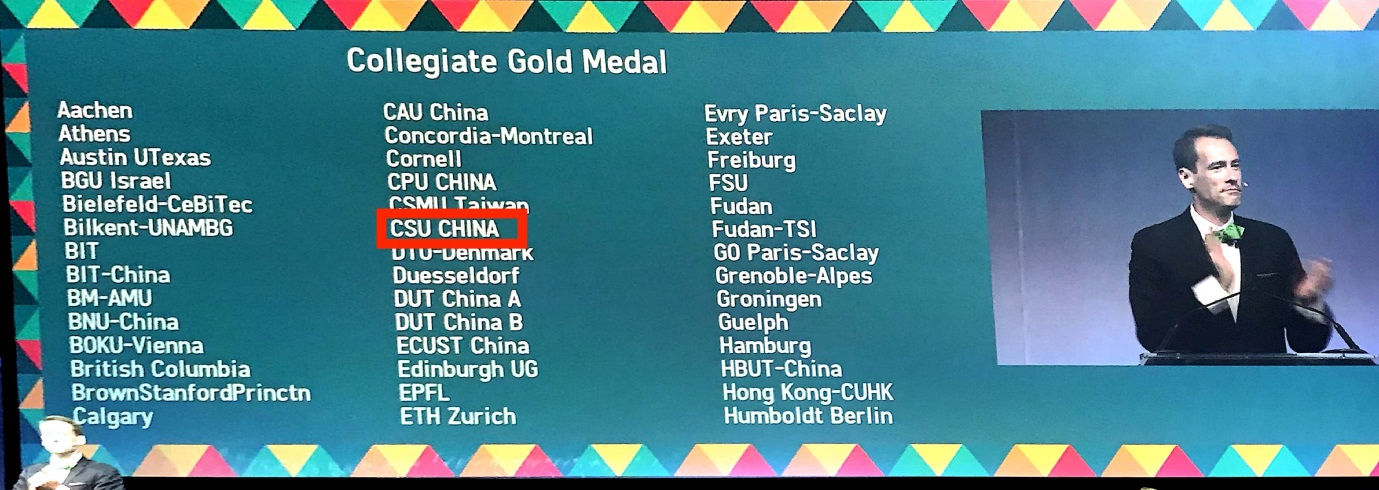 Collegiate Gold Medal
Aachen
Athens
Austin UTexas
BGU Israel
Bielefeld-CeBiTec
Bilkent-UNAMBG
BIT
BIT-China
BM-AMU
BNU-China
BOKU-Vienna
British Columbia
BrownStanfordPrinctn
Calgary
CAU China
Concordia-Montreal
Cornell
CPU CHINA
CSMU Taiwan
CSU CHINA
DTU-Denmark
Duesseldorf
DUT China A
DUT China B
ECUST China
Edinburgh UG
EPFL
ETH Zurich
Evry Paris-Saclay
Exeter
Freiburg
FSU
Fudan
Fudan-TSI
GO Paris-Saclay
Grenoble-Alpes
Groningen
Guelph
Hamburg
HBUT-China
Hong Kong-CUHK
Humboldt Berlin